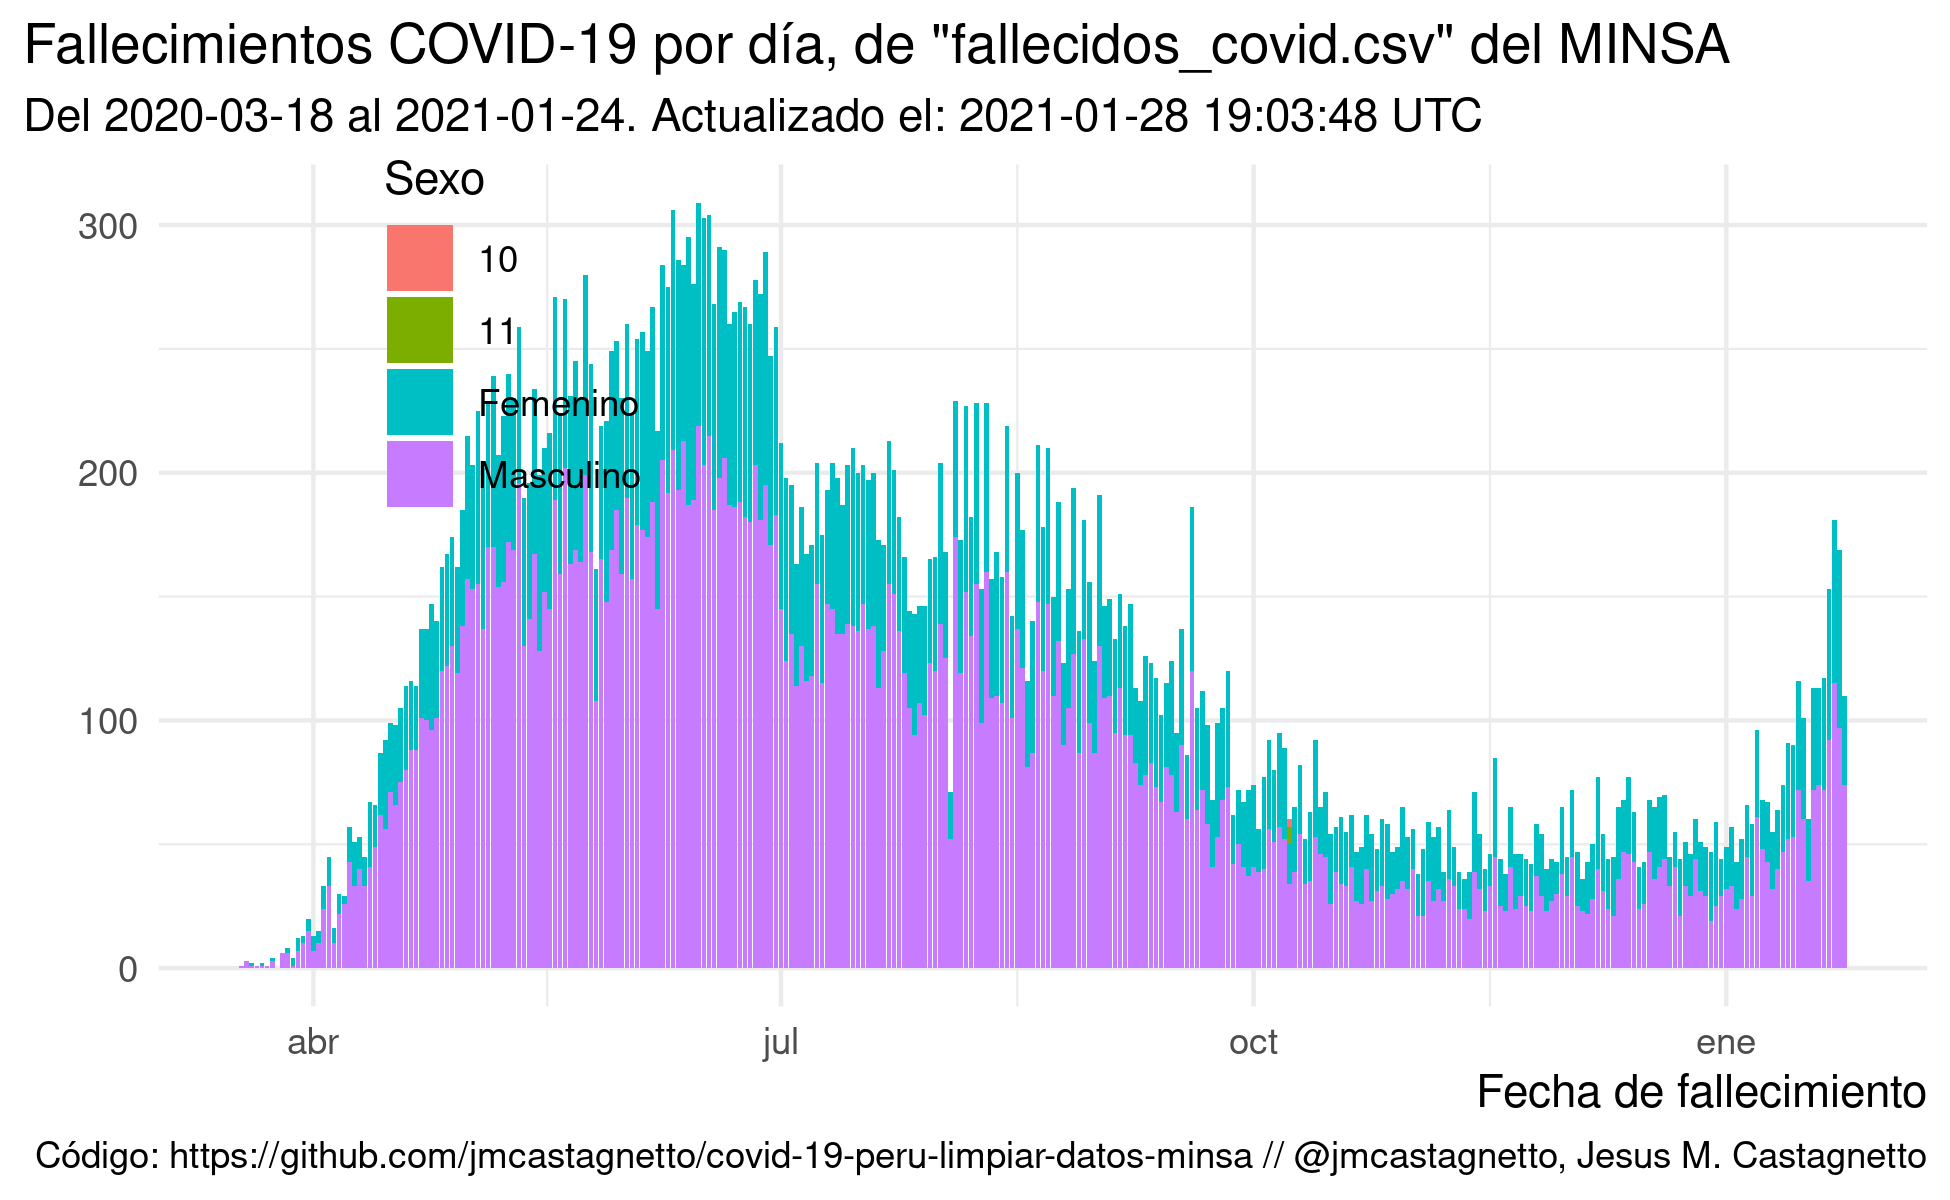 Fallecimientos COVID-19 por día, de "fallecidos_covid.csv" del MINSA
Del 2020-03-18 al 2021-01-24. Actualizado el: 2021-01-28 19:03:48 UTC
Sexo
10
11
Femenino
Masculino
300
200
100
0
abr jul oct ene
Fecha de fallecimiento
Código: https://github.com/jmcastagnetto/covid-19-peru-limpiar-datos-minsa // @jmcastagnetto, Jesus M. Castagnetto